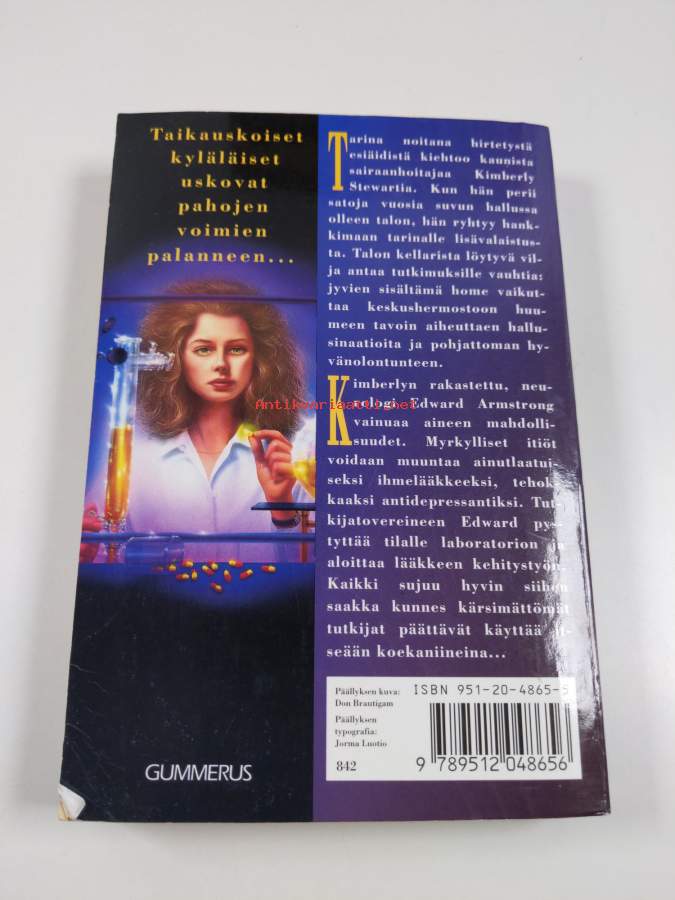 Taikauskoiset
kyläläiset
uskovat
pahojen
voimien
palanneen...
Tarina noitana hirtetystä
esiäidistä kiehtoo kaunista
sairaanhoitajaa Kimberly
Stewartia. Kun hän perii
satoja vuosia suvun hallussa
olleen talon, hän ryhtyy hank-
kimaan tarinalle lisävalaistus-
ta. Talon kellarista löytyvä vil-
ja antaa tutkimuksille vauhtia:
jyvien sisältämä home vaikut-
taa keskushermostoon huu-
meen tavoin aiheuttaen hallu-
sinaatioita ja pohjattoman hy-
vänolontunteen.
Kimberlyn rakastettu, neu-
rologi Edward Armstrong
vainuaa aineen mahdolli-
suudet. Myrkylliset itiöt
voidaan muuntaa ainutlaatui-
seksi ihmelääkkeeksi, tehok-
kaaksi antidepressantiksi. Tut-
kijatovereineen Edward pys-
tyttää tilalle laboratorion ja
aloittaa lääkkeen kehitystyön.
Kaikki sujuu hyvin siihen
saakka kunnes kärsimättömät
tutkijat päättävät käyttää it-
seään koekaniineina...
Antikvariaatti.net
Päällyksen kuva:
Don Brautigam
Päällyksen
typografia:
Jorma Luotio
842
ISBN 951-20-4865-5
9 789512 048656
GUMMERUS